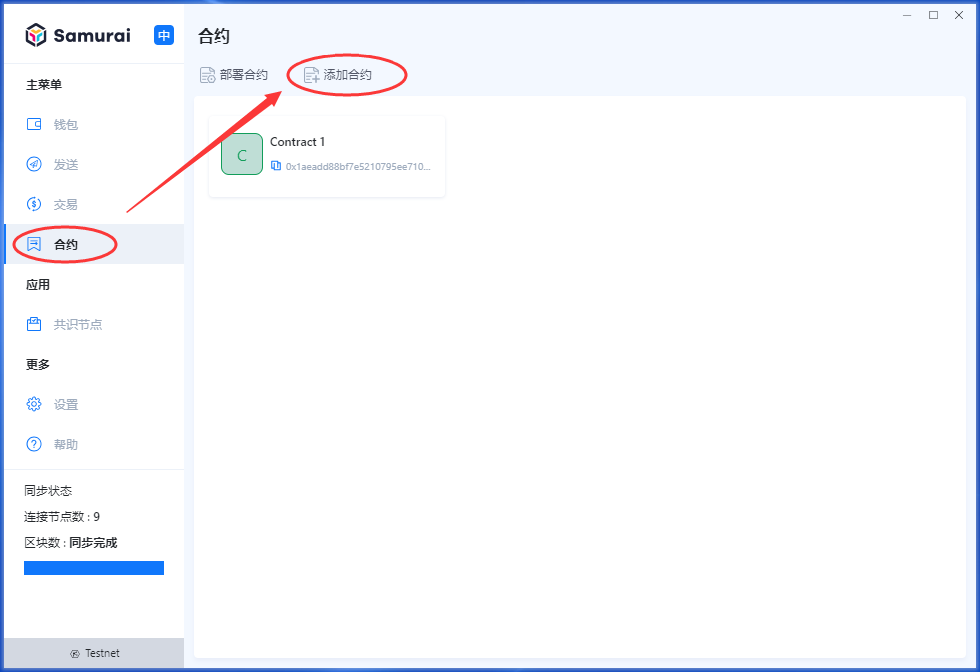 Samurai
中
主菜单
钱包
发送
交易
合约
应用
共识节点
更多
设置
帮助
同步状态
连接节点数 : 9
区块数 : 同步完成
Testnet
合约
部署合约
添加合约
C
Contract 1
0x1aeadd88bf7e5210795ee710...